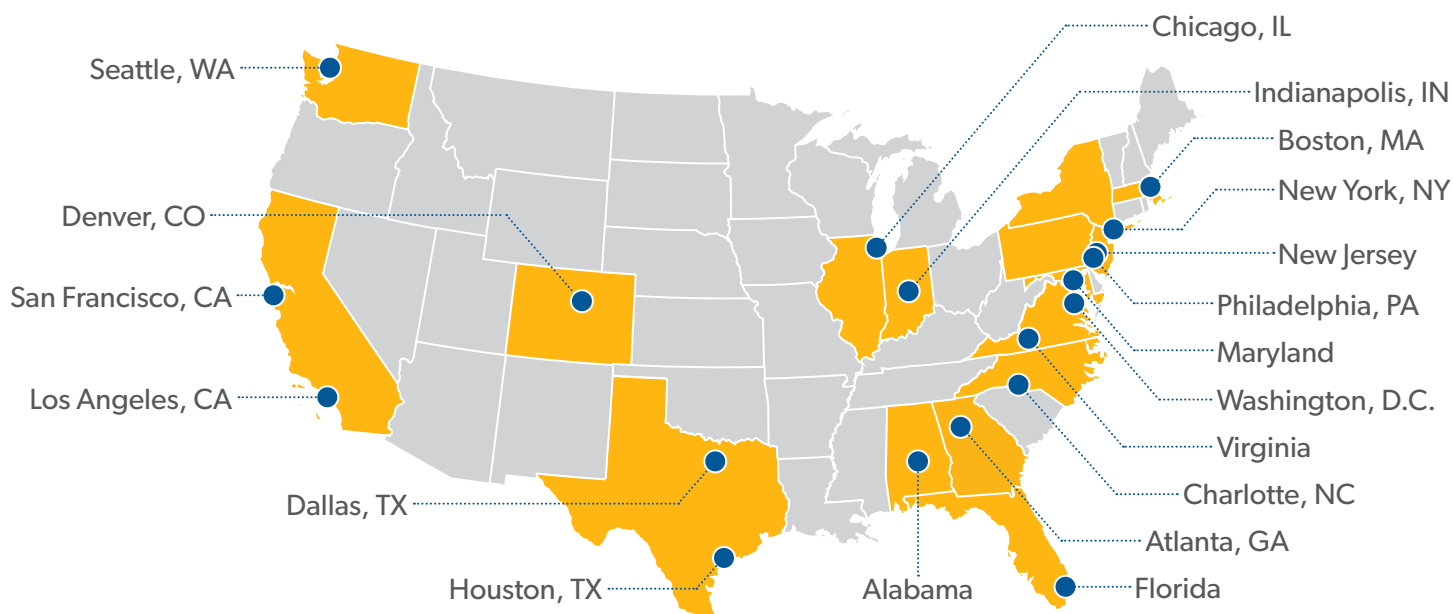 Chicago, IL
Seattle, WA
Indianapolis, IN
Boston, MA
New York, NY
Denver, CO
New Jersey
San Francisco, CA
Philadelphia, PA
Maryland
Los Angeles, CA
Washington, D.C.
Virginia
Charlotte, NC
Dallas, TX
Atlanta, GA
Houston, TX
Alabama
Florida